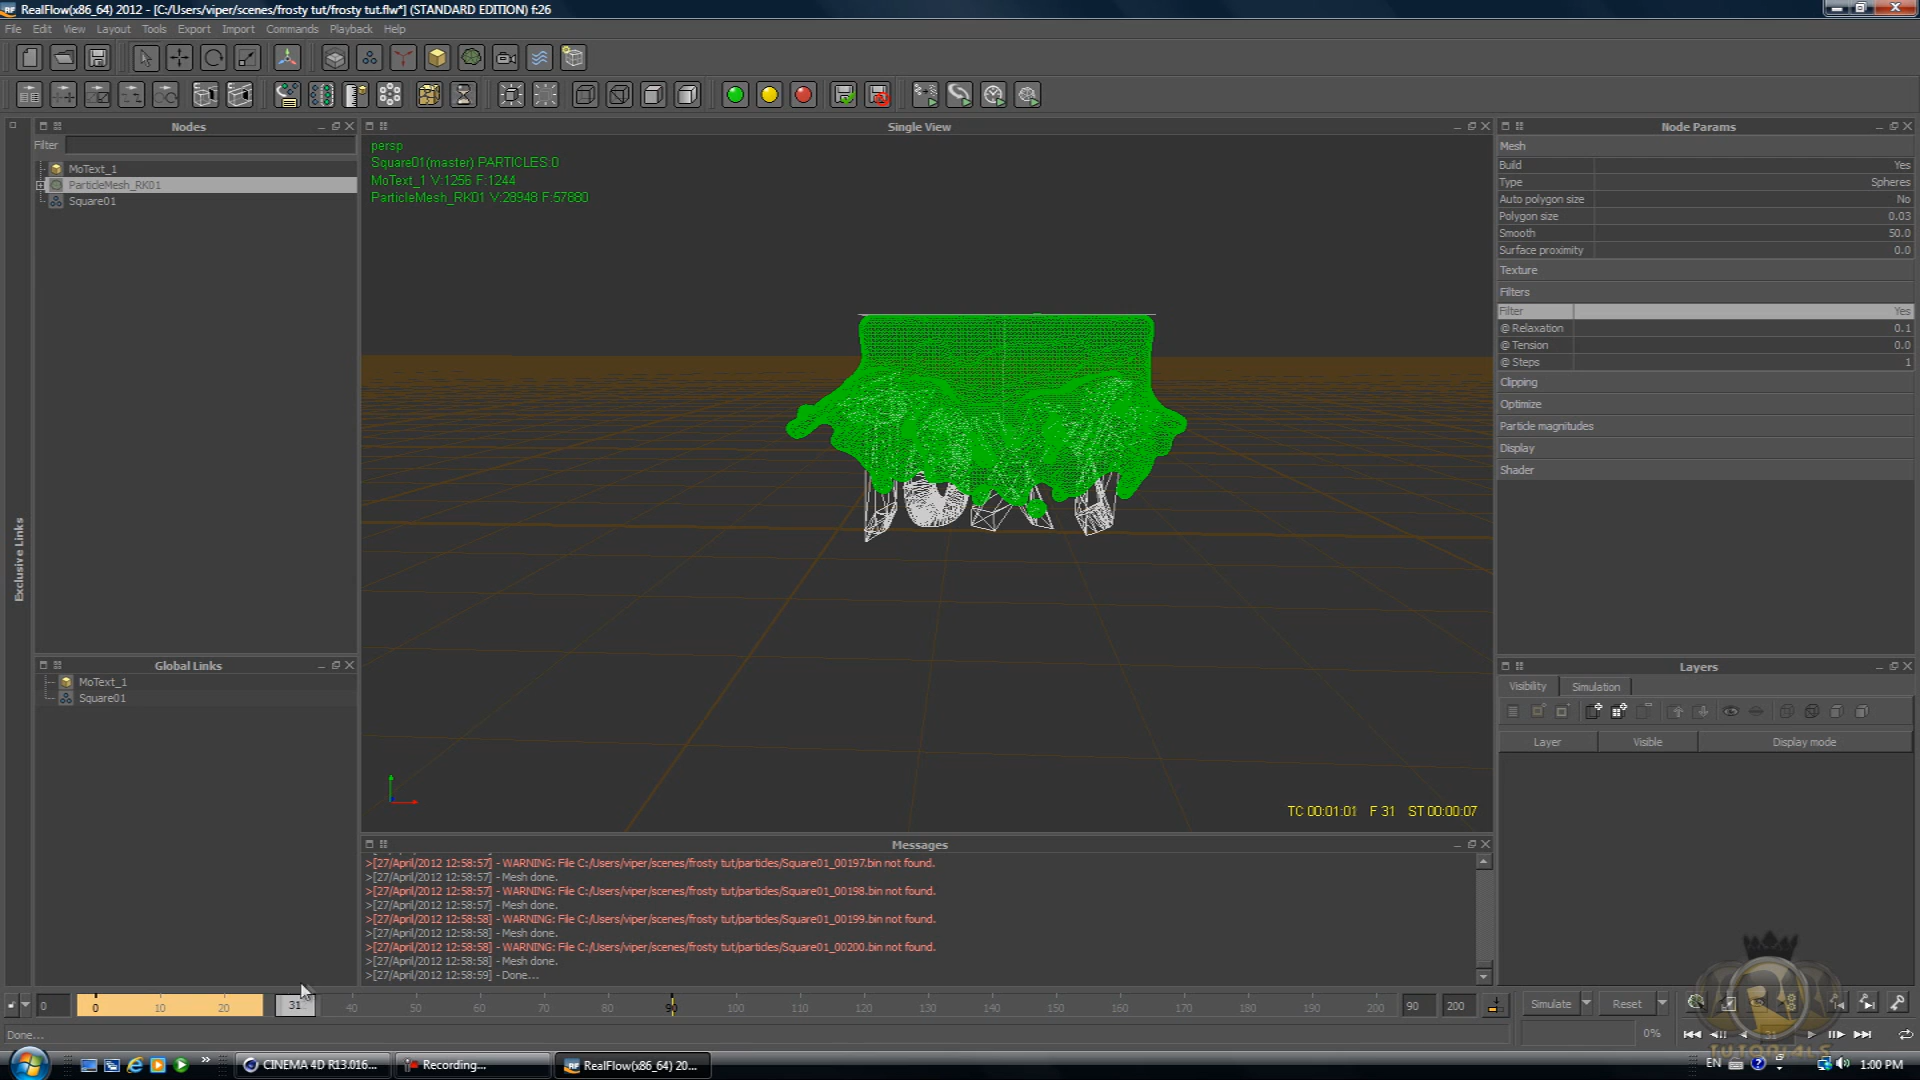 RealFlow(x86_64) 2012 - [C:/Users/viper/scenes/frosty tut/frosty tut.flw*] (STANDARD EDITION) f:26
File Edit View Layout Tools Export Import Commands Playback Help
Nodes
Filter
MoText_1
ParticleMesh_RK01
Square01
Exclusive Links
Global Links
MoText_1
Square01
Single View
persp
Square01(master) PARTICLES:0
MoText_1 V:1256 F:1244
ParticleMesh_RK01 V:28948 F:57880
TC 00:01:01 F 31 ST 00:00:07
Messages
>[27/April/2012 12:58:57] - WARNING: File C:/Users/viper/scenes/frosty tut/particles/Square01_00197.bin not found.
>[27/April/2012 12:58:57] - Mesh done.
>[27/April/2012 12:58:57] - WARNING: File C:/Users/viper/scenes/frosty tut/particles/Square01_00198.bin not found.
>[27/April/2012 12:58:57] - Mesh done.
>[27/April/2012 12:58:58] - WARNING: File C:/Users/viper/scenes/frosty tut/particles/Square01_00199.bin not found.
>[27/April/2012 12:58:58] - Mesh done.
>[27/April/2012 12:58:58] - WARNING: File C:/Users/viper/scenes/frosty tut/particles/Square01_00200.bin not found.
>[27/April/2012 12:58:58] - Mesh done.
>[27/April/2012 12:58:59] - Done...
Node Params
Mesh
Build Yes
Type Spheres
Auto polygon size No
Polygon size 0.03
Smooth 50.0
Surface proximity 0.0
Texture
Filters
Filter Yes
@ Relaxation 0.1
@ Tension 0.0
@ Steps 1
Clipping
Optimize
Particle magnitudes
Display
Shader
Layers
Visibility Simulation
Layer Visible Display mode
0 0 10 20 31 40 50 60 70 80 90 100 110 120 130 140 150 160 170 180 190 200 90 200
Simulate Reset
0% 31
Done...
TUTORIALS
CINEMA 4D R13.016... Recording... RealFlow(x86_64) 20... EN 1:00 PM